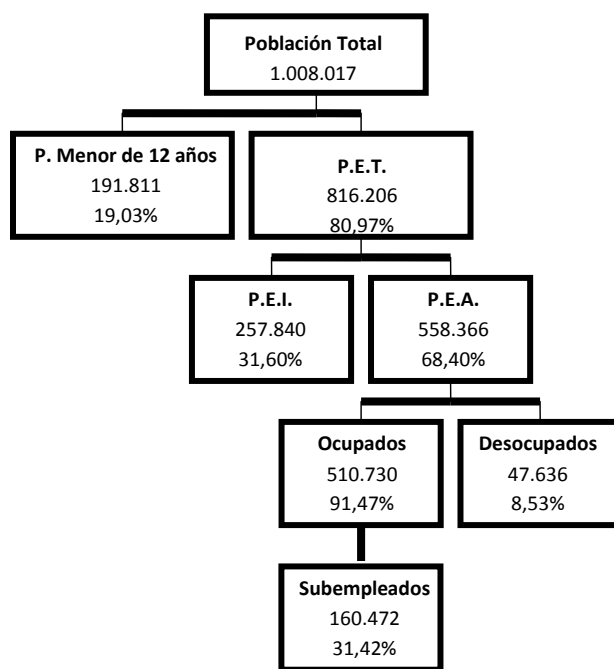 Población Total
1.008.017
P. Menor de 12 años
191.811
19,03%
P.E.T.
816.206
80,97%
P.E.I.
257.840
31,60%
P.E.A.
558.366
68,40%
Ocupados
510.730
91,47%
Desocupados
47.636
8,53%
Subempleados
160.472
31,42%